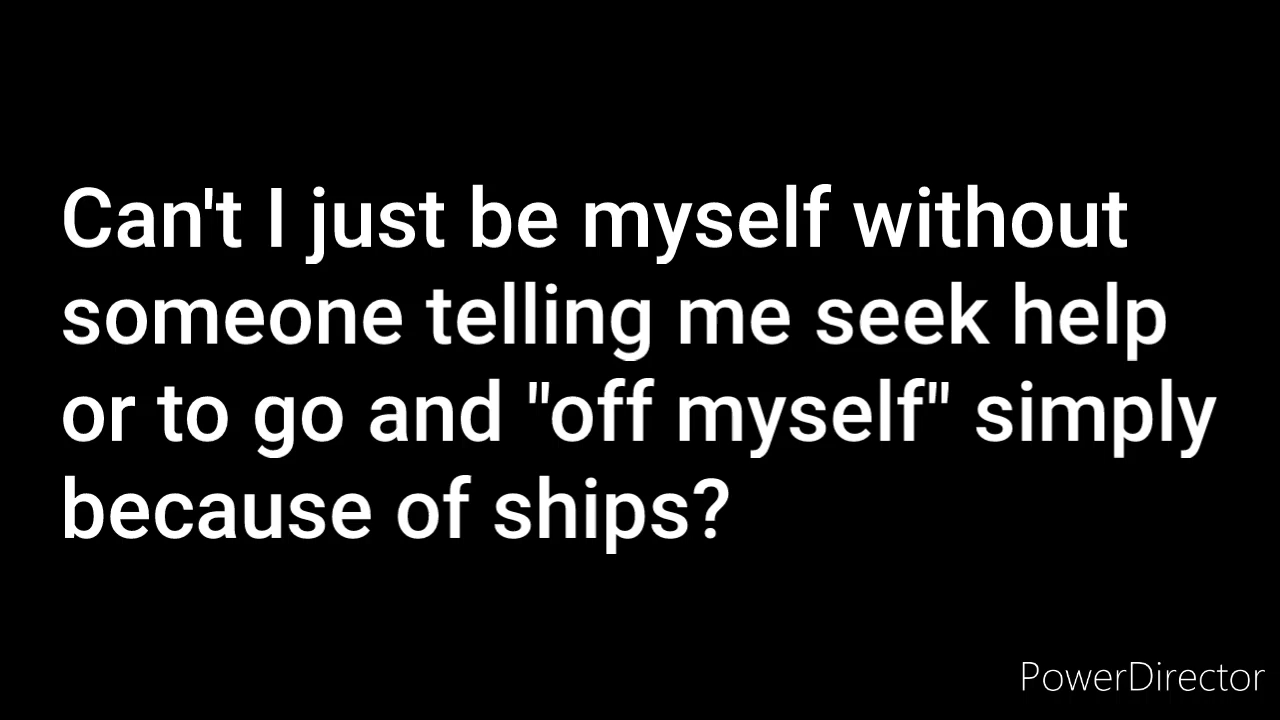 Can't I just be myself without
someone telling me seek help
or to go and "off myself" simply
because of ships?
PowerDirector